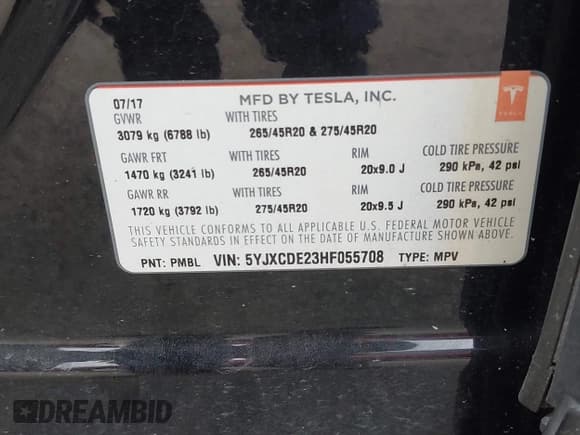 07/17
MFD BY TESLA, INC.
GVWR WITH TIRES
3079 kg (6788 lb) 265/45R20 & 275/45R20
GAWR FRT WITH TIRES RIM COLD TIRE PRESSURE
1470 kg (3241 lb) 265/45R20 20x9.0 J 290 kPa, 42 psi
GAWR RR WITH TIRES RIM COLD TIRE PRESSURE
1720 kg (3792 lb) 275/45R20 20x9.5 J 290 kPa, 42 psi
THIS VEHICLE CONFORMS TO ALL APPLICABLE U.S. FEDERAL MOTOR VEHICLE
SAFETY STANDARDS IN EFFECT ON THE DATE OF MANUFACTURE SHOWN ABOVE.
PNT: PMBL VIN: 5YJXCDE23HF055708 TYPE: MPV
TESLA
DREAMBID